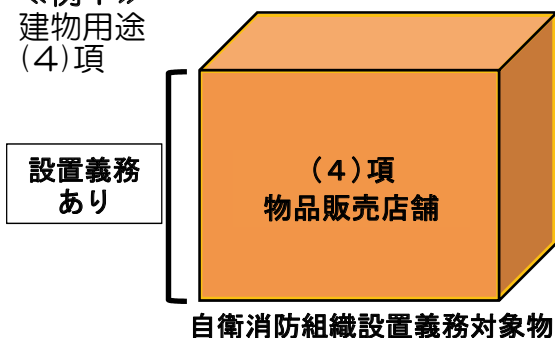 建物用途
(４)項
設置義務
あり
(４)項
物品販売店舗
自衛消防組織設置義務対象物